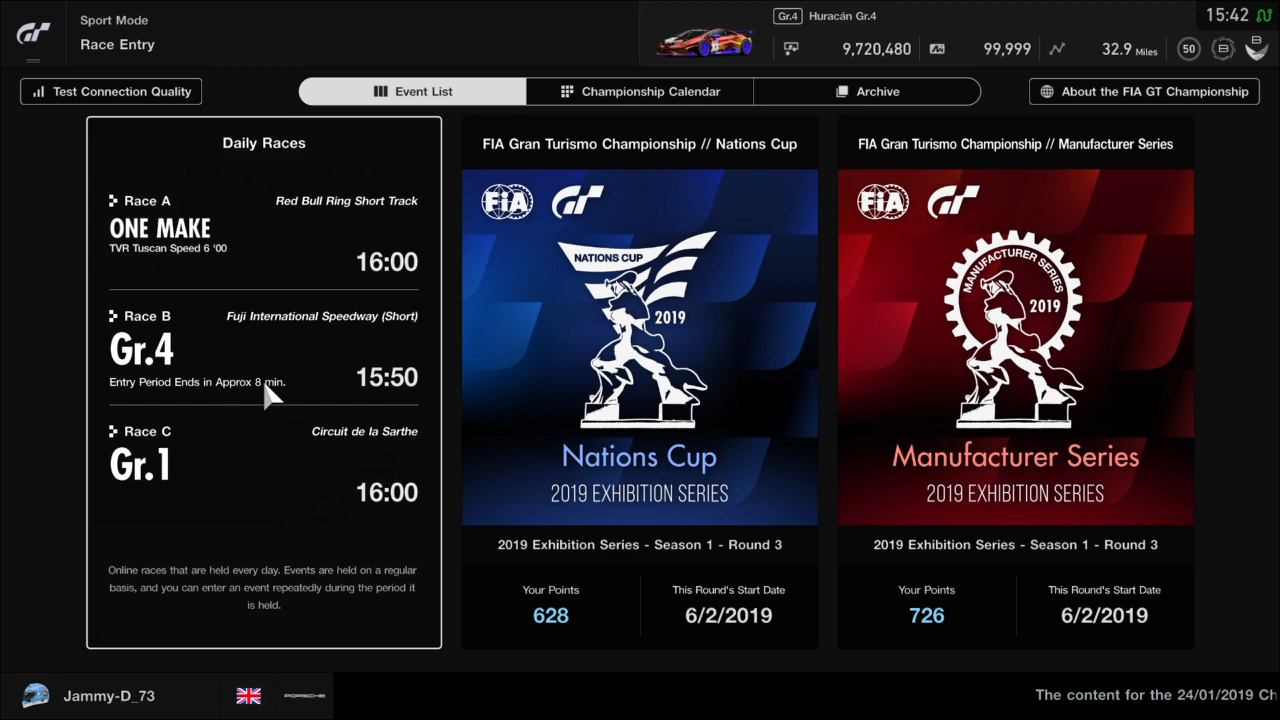 Sport Mode
Race Entry
Gr.4 Huracán Gr.4
9,720,480
99,999
32.9 Miles
50
B
B
15:42
Test Connection Quality
Event List
Championship Calendar
Archive
About the FIA GT Championship
Daily Races
Race A
Red Bull Ring Short Track
ONE MAKE
TVR Tuscan Speed 6 '00
16:00
Race B
Fuji International Speedway (Short)
Gr.4
Entry Period Ends in Approx 8 min.
15:50
Race C
Circuit de la Sarthe
Gr.1
16:00
Online races that are held every day. Events are held on a regular
basis, and you can enter an event repeatedly during the period it
is held.
FIA Gran Turismo Championship // Nations Cup
FiA GT
NATIONS CUP
2019
Nations Cup
2019 EXHIBITION SERIES
2019 Exhibition Series - Season 1 - Round 3
Your Points
628
This Round's Start Date
6/2/2019
FIA Gran Turismo Championship // Manufacturer Series
FiA GT
MANUFACTURER SERIES
2019
Manufacturer Series
2019 EXHIBITION SERIES
2019 Exhibition Series - Season 1 - Round 3
Your Points
726
This Round's Start Date
6/2/2019
Jammy-D_73
PORSCHE
The content for the 24/01/2019 Ch